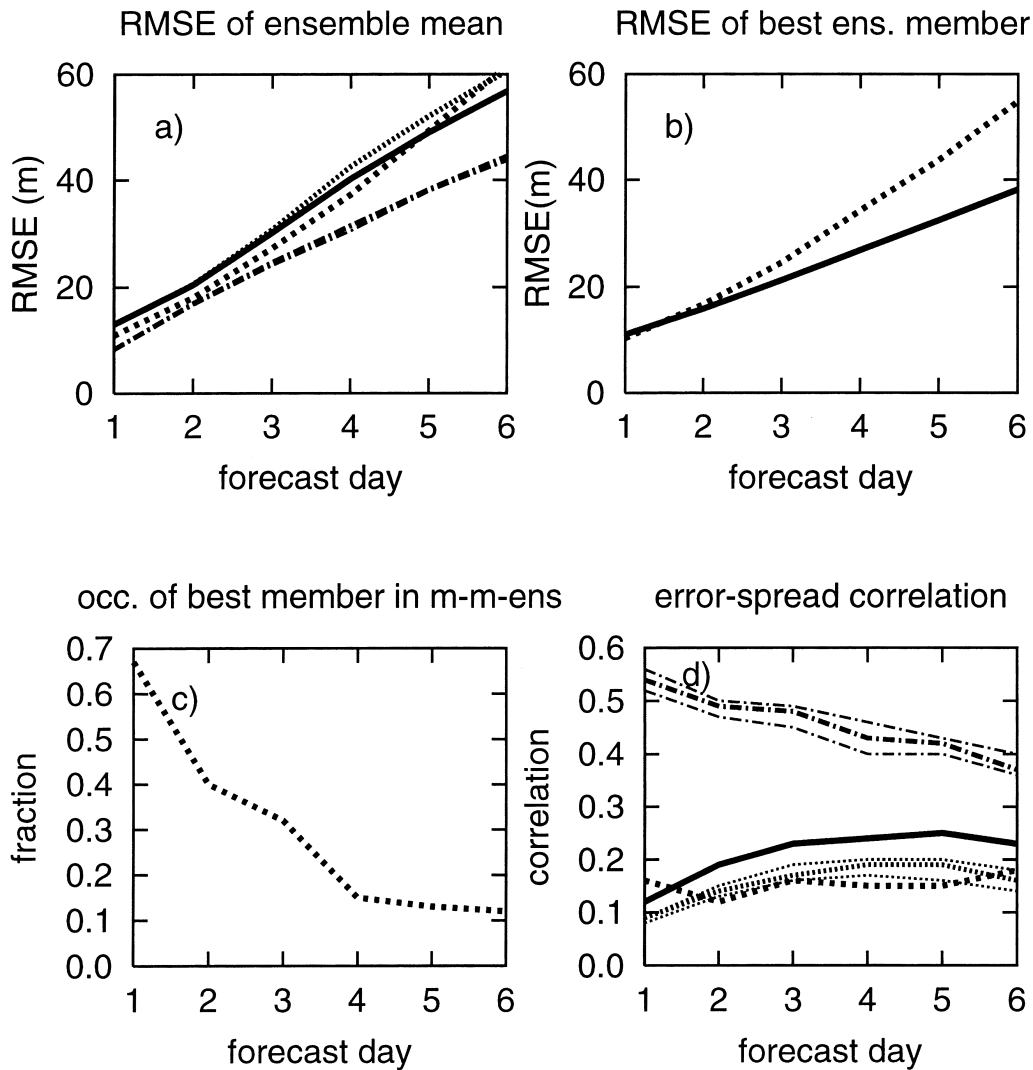 RMSE of ensemble mean
a)
RMSE (m)
60
40
20
0
1 2 3 4 5 6
forecast day
RMSE of best ens. member
b)
RMSE(m)
60
40
20
0
1 2 3 4 5 6
forecast day
occ. of best member in m-m-ens
c)
fraction
0.7
0.6
0.5
0.4
0.3
0.2
0.1
0.0
1 2 3 4 5 6
forecast day
error-spread correlation
d)
correlation
0.6
0.5
0.4
0.3
0.2
0.1
0.0
1 2 3 4 5 6
forecast day